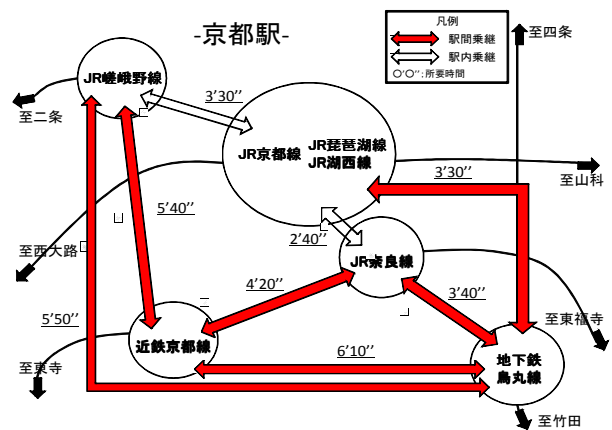 -京都駅-
凡例
駅間乗継
駅内乗継
○'○'':所要時間
至四条
JR嵯峨野線
3'30''
至二条
JR京都線
JR琵琶湖線
JR湖西線
3'30''
至山科
5'40''
2'40''
JR奈良線
至西大路
4'20''
3'40''
5'50''
近鉄京都線
至東福寺
6'10''
地下鉄
烏丸線
至東寺
至竹田